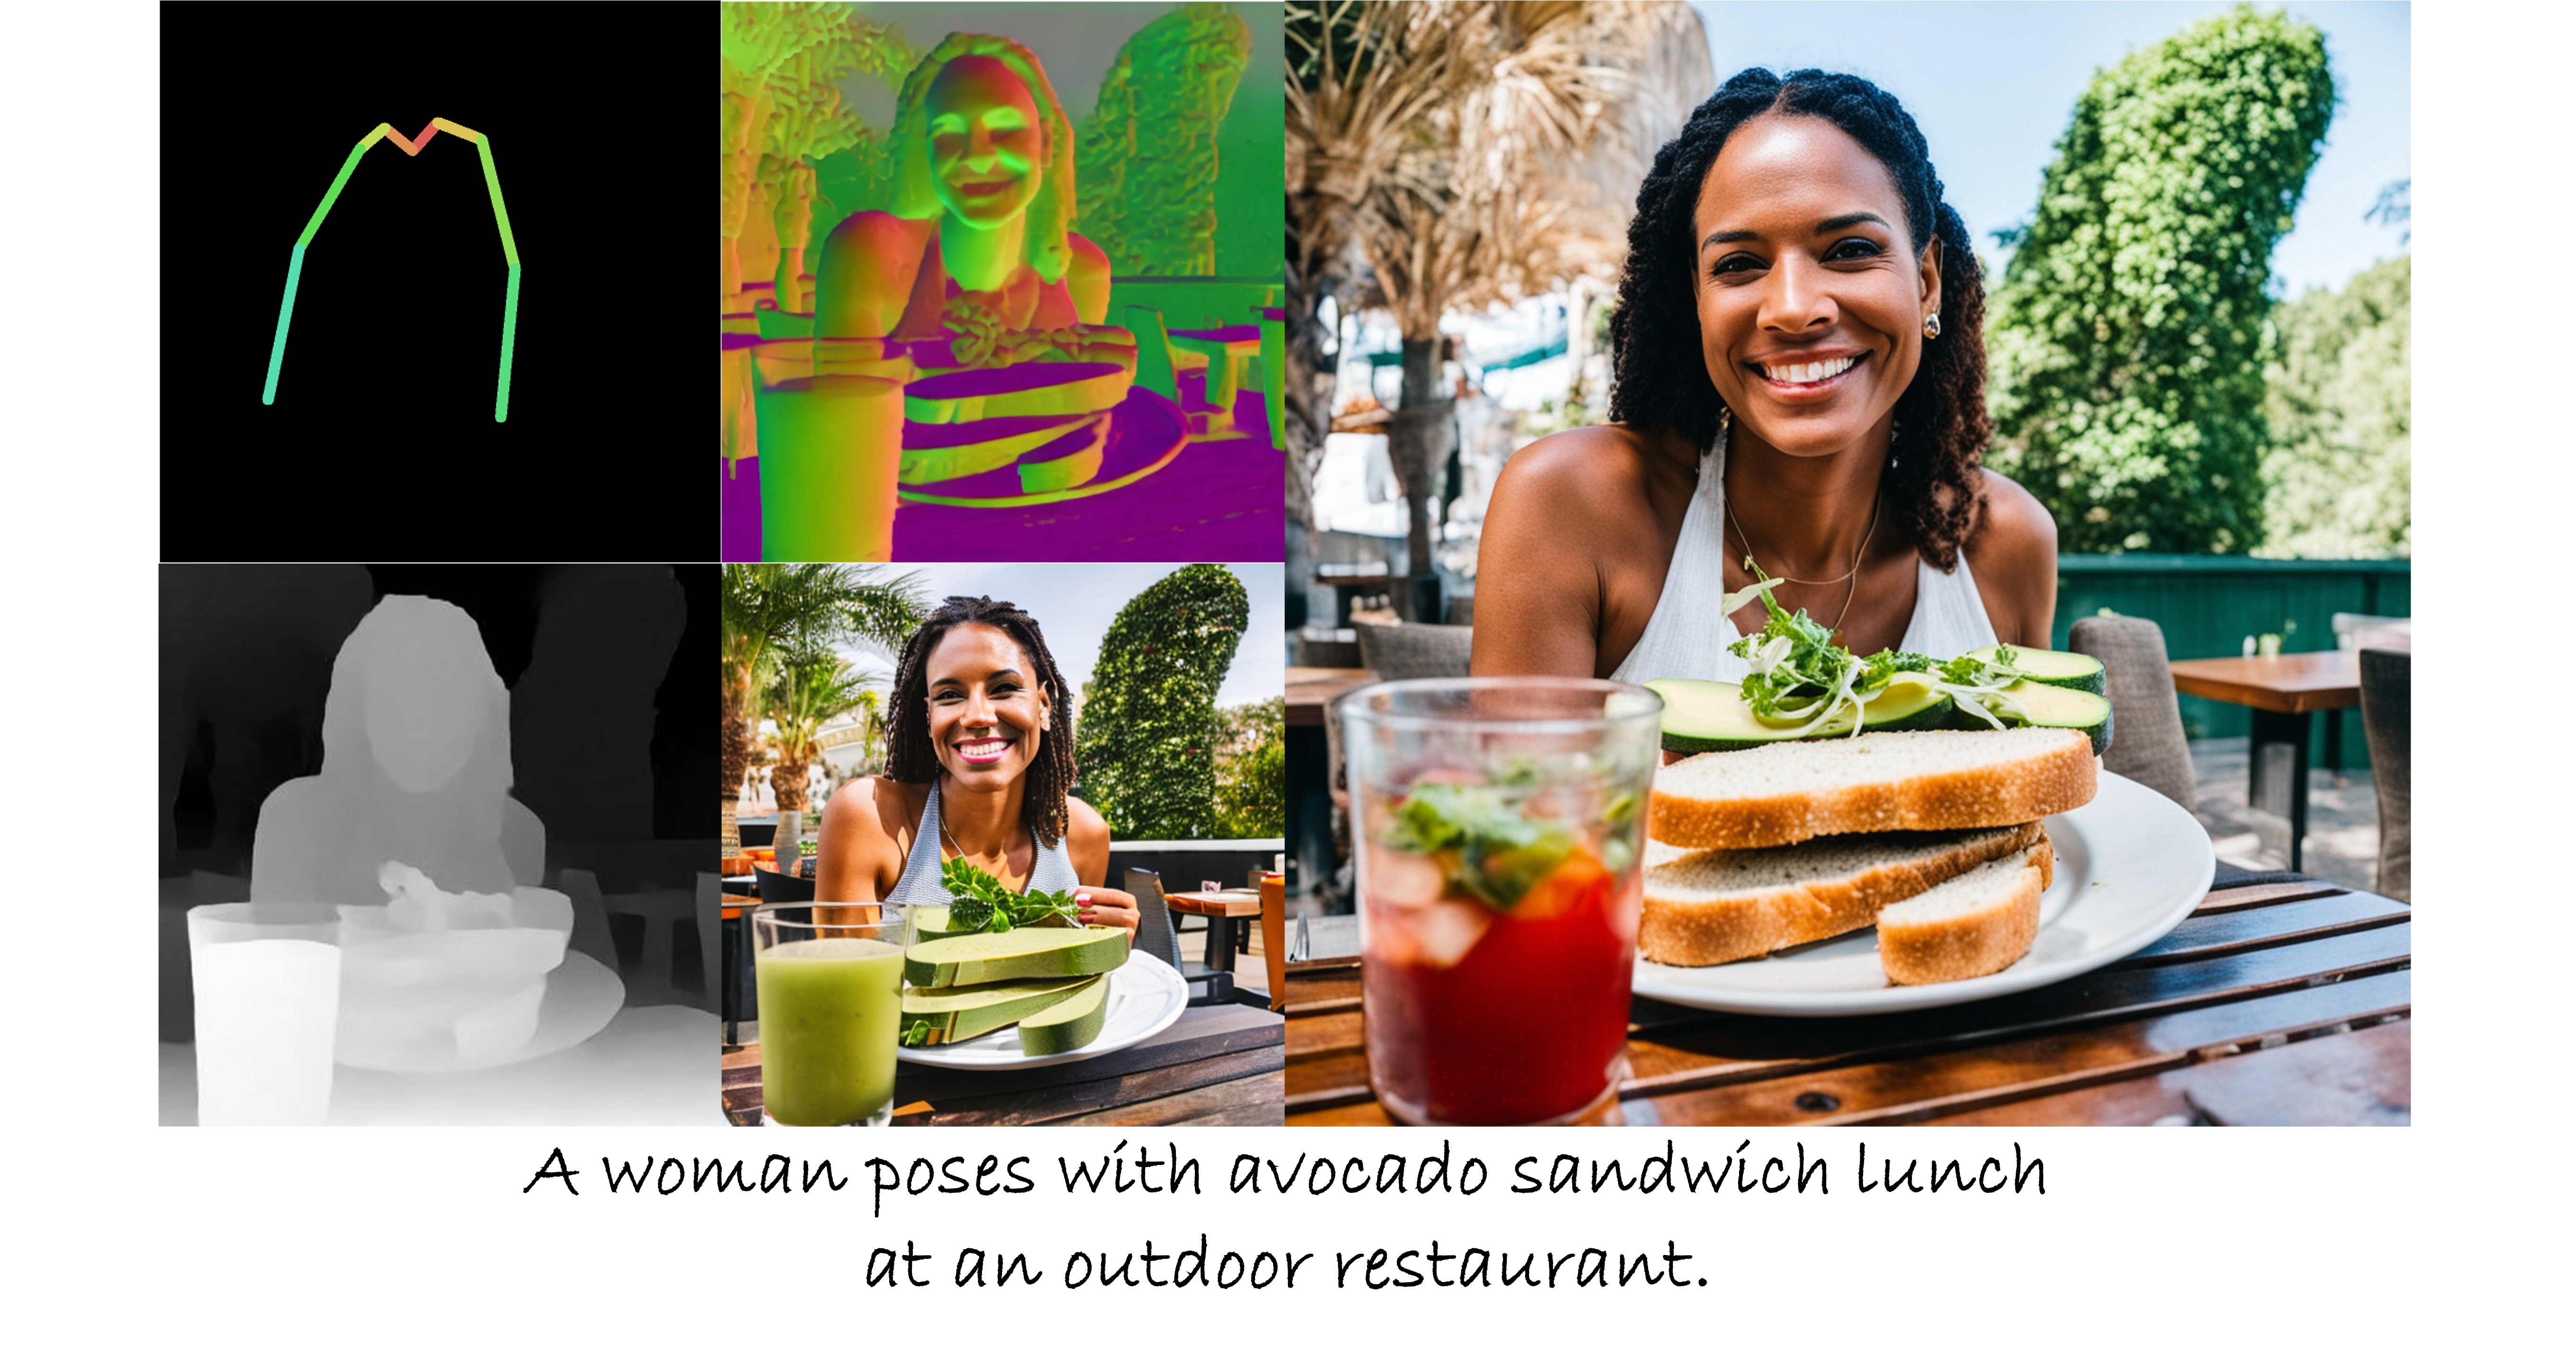 A woman poses with avocado sandwich lunch
at an outdoor restaurant.